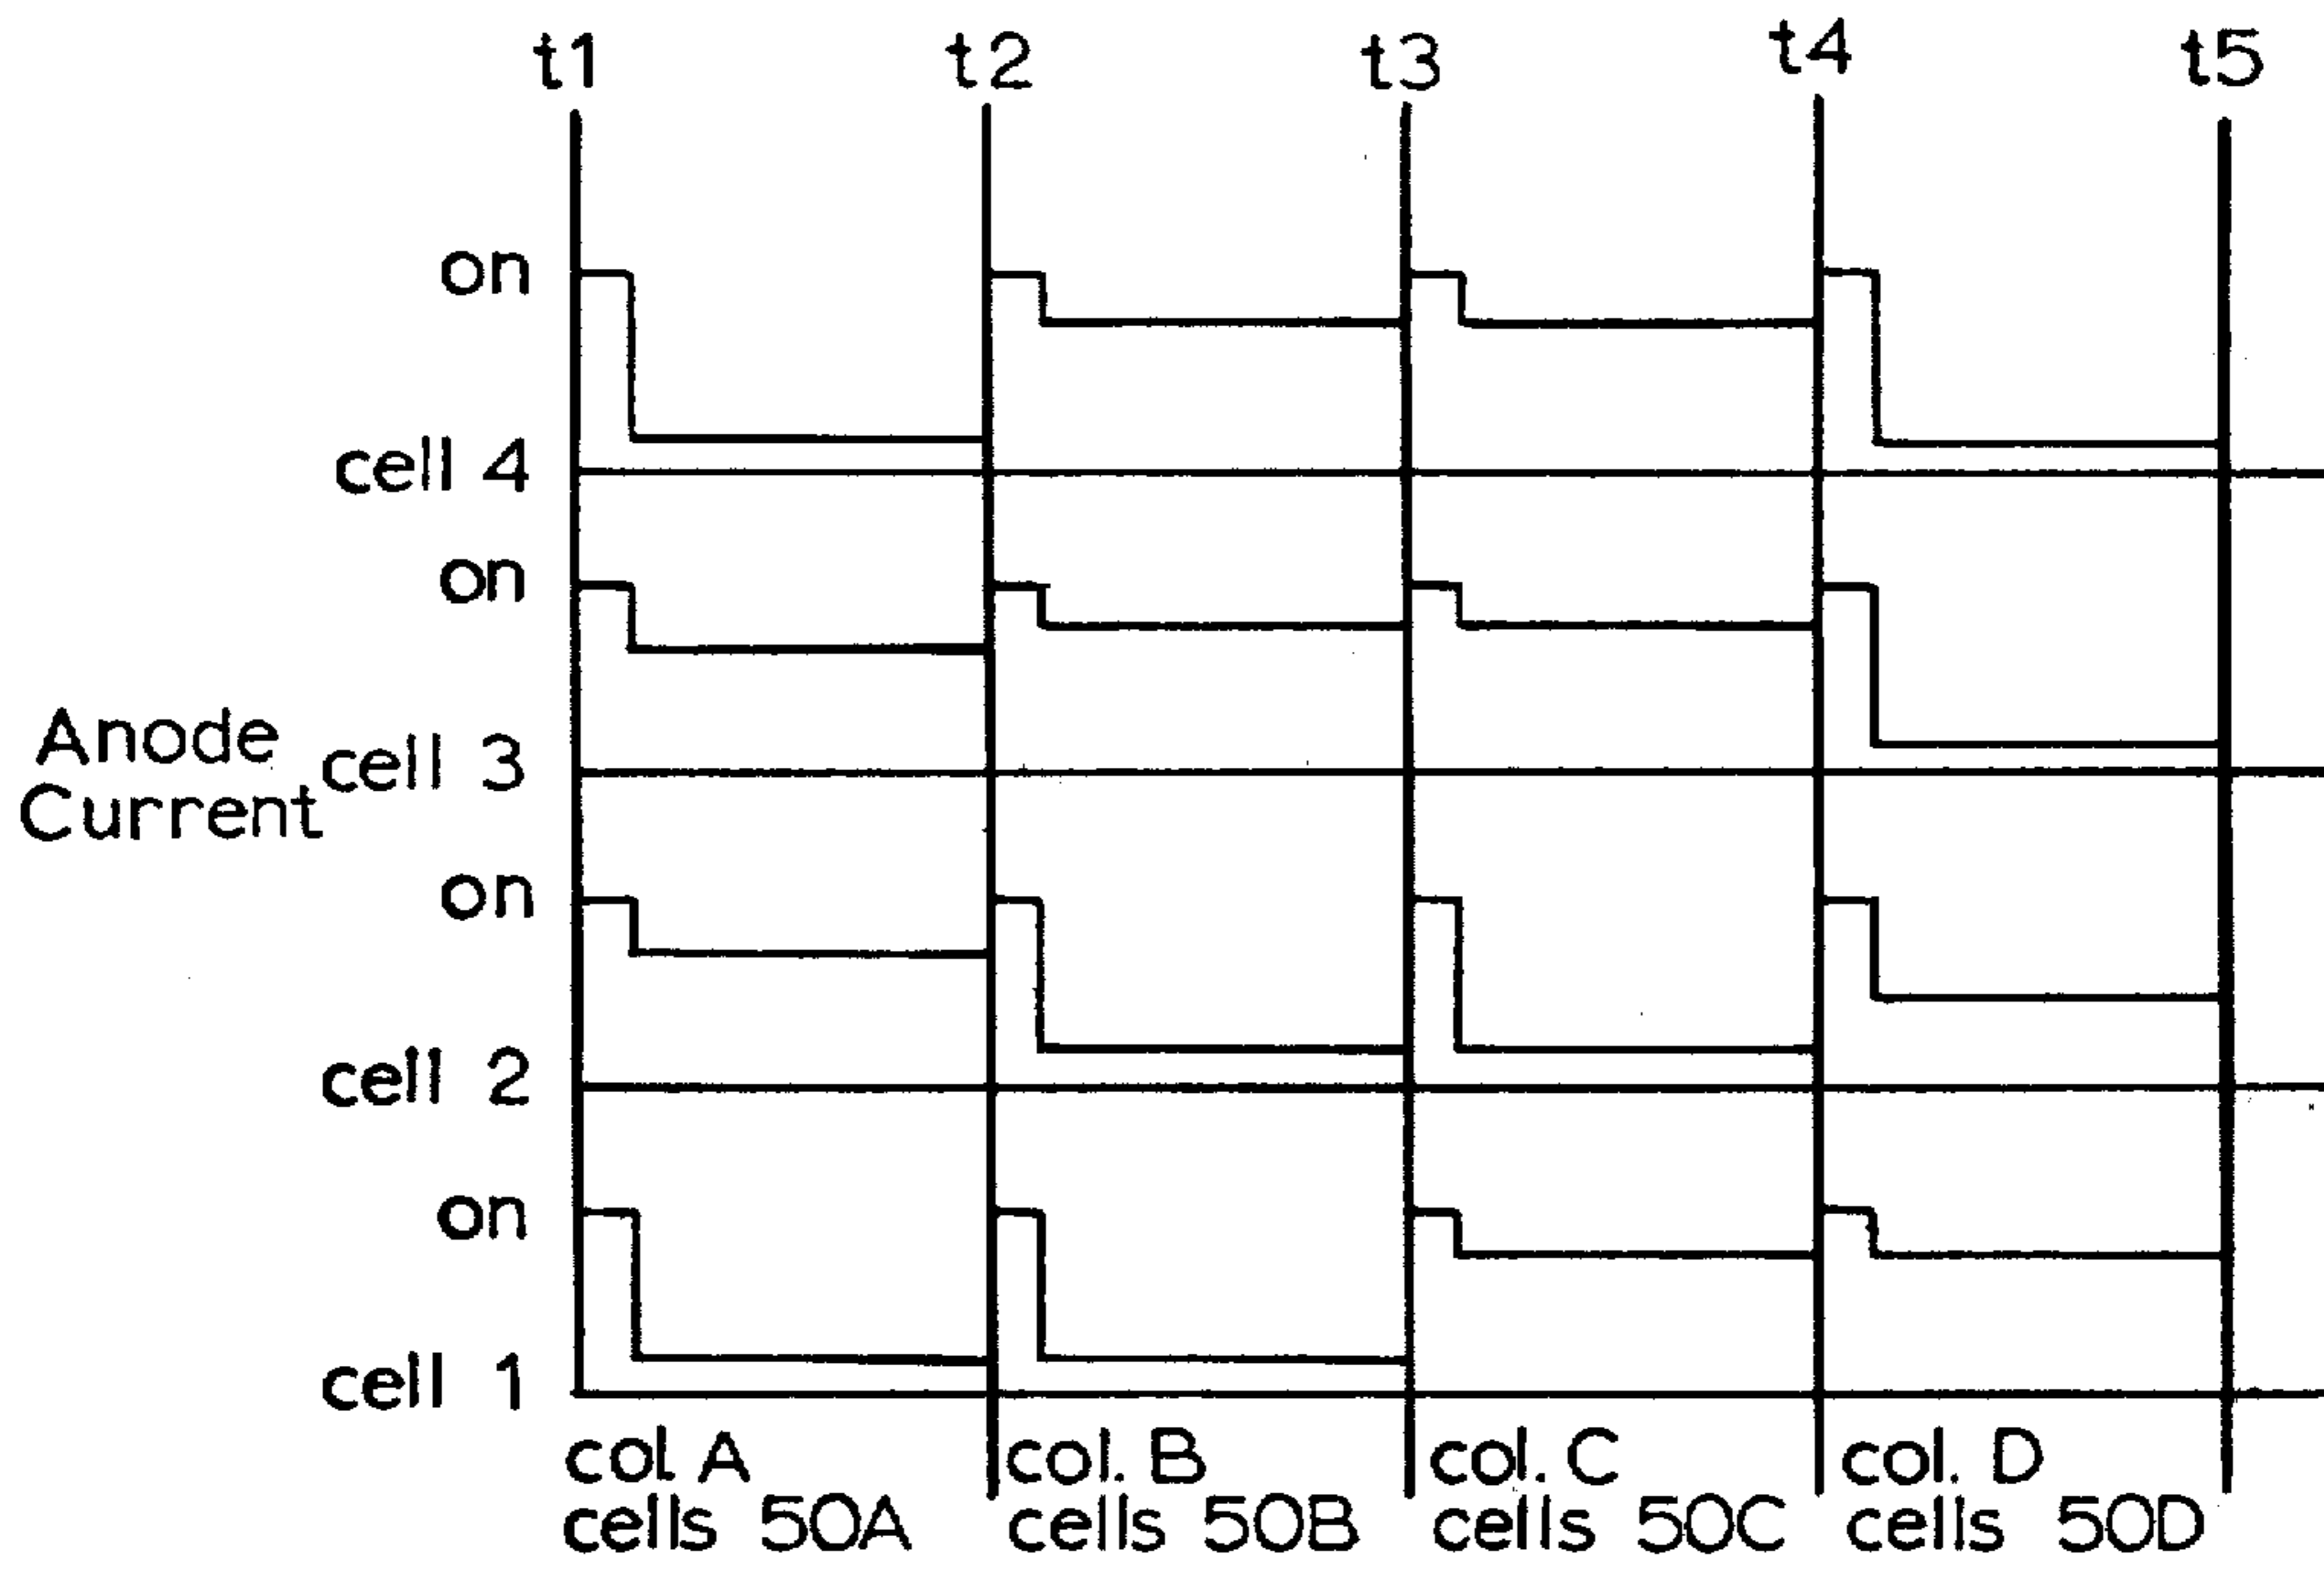 t1 t2 t3 t4 t5
on
cell 4
on
Anode
Current
cell 3
on
cell 2
on
cell 1
col. A
cells 50A
col. B
cells 50B
col. C
cells 50C
col. D
cells 50D